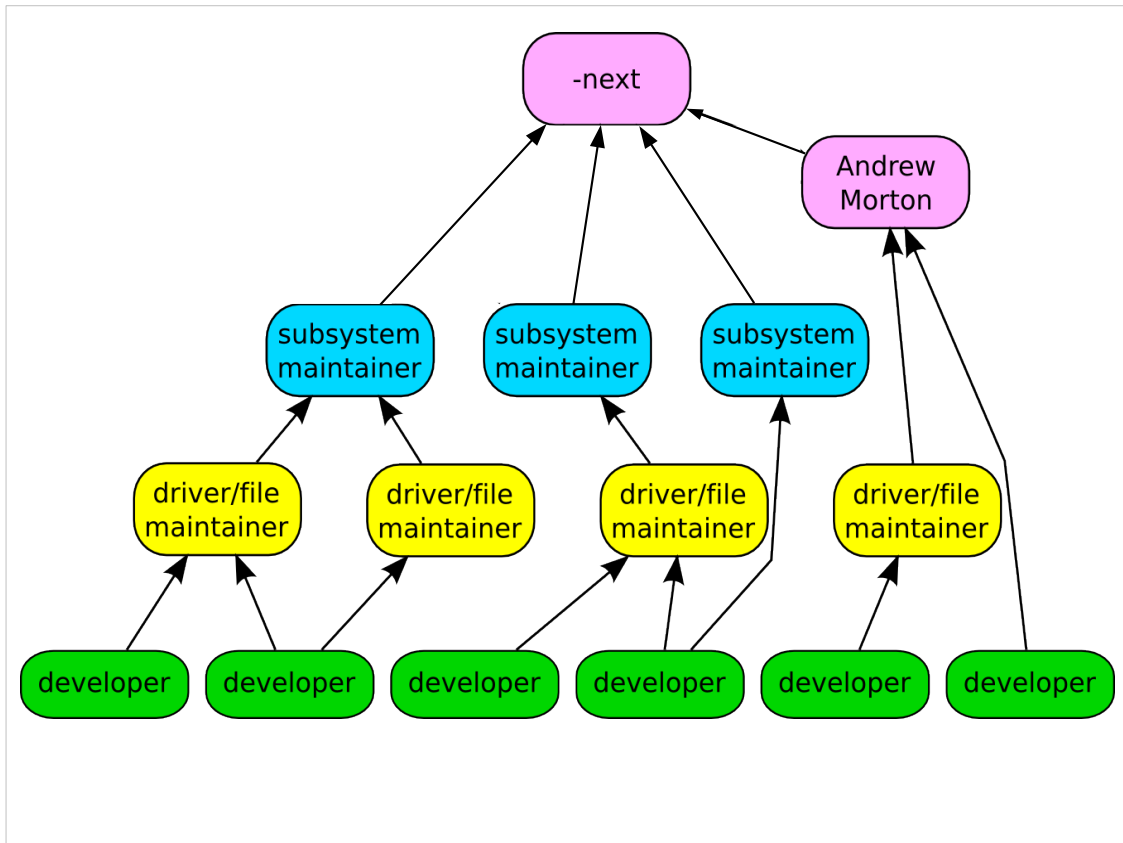 -next
Andrew
Morton
subsystem
maintainer
subsystem
maintainer
subsystem
maintainer
driver/file
maintainer
driver/file
maintainer
driver/file
maintainer
driver/file
maintainer
developer
developer
developer
developer
developer
developer